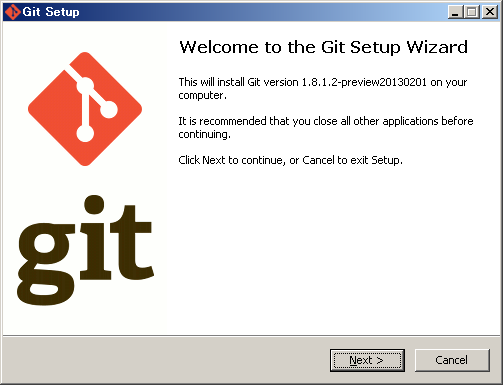 Git Setup
Welcome to the Git Setup Wizard
This will install Git version 1.8.1.2-preview20130201 on your
computer.
It is recommended that you close all other applications before
continuing.
Click Next to continue, or Cancel to exit Setup.
git
Next >
Cancel